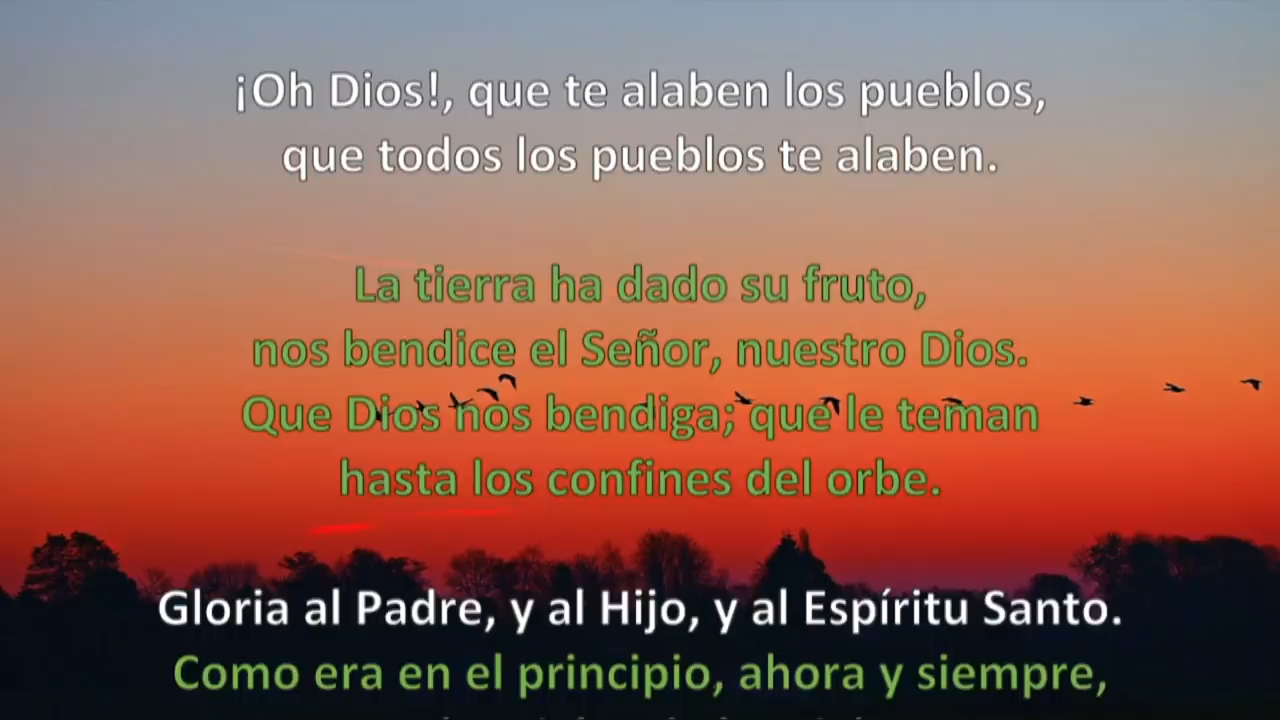 ¡Oh Dios!, que te alaben los pueblos,
que todos los pueblos te alaben.
La tierra ha dado su fruto,
nos bendice el Señor, nuestro Dios.
Que Dios nos bendiga; que le teman
hasta los confines del orbe.
Gloria al Padre, y al Hijo, y al Espíritu Santo.
Como era en el principio, ahora y siempre,